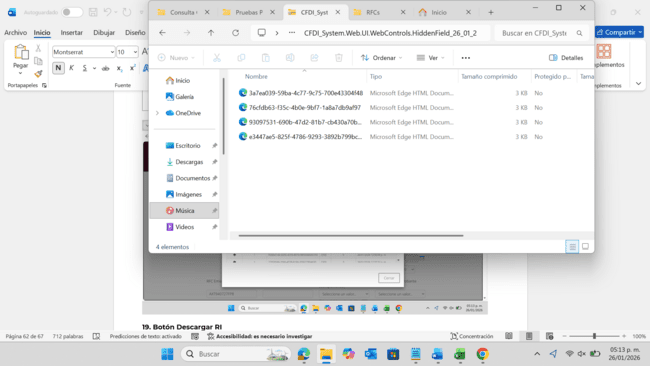 Autoguardado
Consulta
Pruebas P
CFDI_Syst
RFCs
Inicio
CFDI_System.Web.UI.WebControls.HiddenField_26_01_2
Buscar en CFDI_System
Archivo Inicio Insertar Dibujar Diseño
Compartir
Nuevo
Ordenar
Ver
Detalles
Montserrat 10
Pegar
N K S ab x x
Portapapeles
Fuente
Nombre Tipo Tamaño comprimido Protegido p... Tama
3a7ea039-59ba-4c77-9c75-700e43304f48 Microsoft Edge HTML Docum... 3 KB No
76cfdb63-f35c-4b0e-9bf7-1a8a7db9af97 Microsoft Edge HTML Docum... 3 KB No
93097531-690b-47d2-81b7-cb430a70b... Microsoft Edge HTML Docum... 3 KB No
e3447ae5-825f-4786-9293-3892b799bc... Microsoft Edge HTML Docum... 3 KB No
Inicio
Galería
OneDrive
Escritorio
Descargas
Documentos
Imágenes
Música
Videos
4 elementos
Buscar
19. Botón Descargar RI
Página 62 de 67 712 palabras Predicciones de texto: activado Accesibilidad: es necesario investigar Concentración 100%
Buscar
05:13 p. m.
26/01/2026